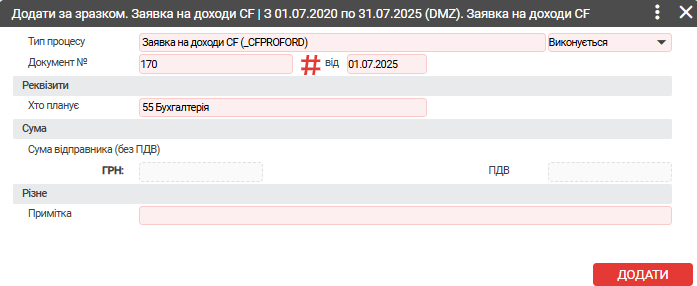 Додати за зразком. Заявка на доходи CF | З 01.07.2020 по 31.07.2025 (DMZ). Заявка на доходи CF
Тип процесу Заявка на доходи CF (_CFPROFORD) Виконується
Документ № 170 # від 01.07.2025
Реквізити
Хто планує 55 Бухгалтерія
Сума
Сума відправника (без ПДВ)
ГРН: ПДВ
Різне
Примітка
ДОДАТИ